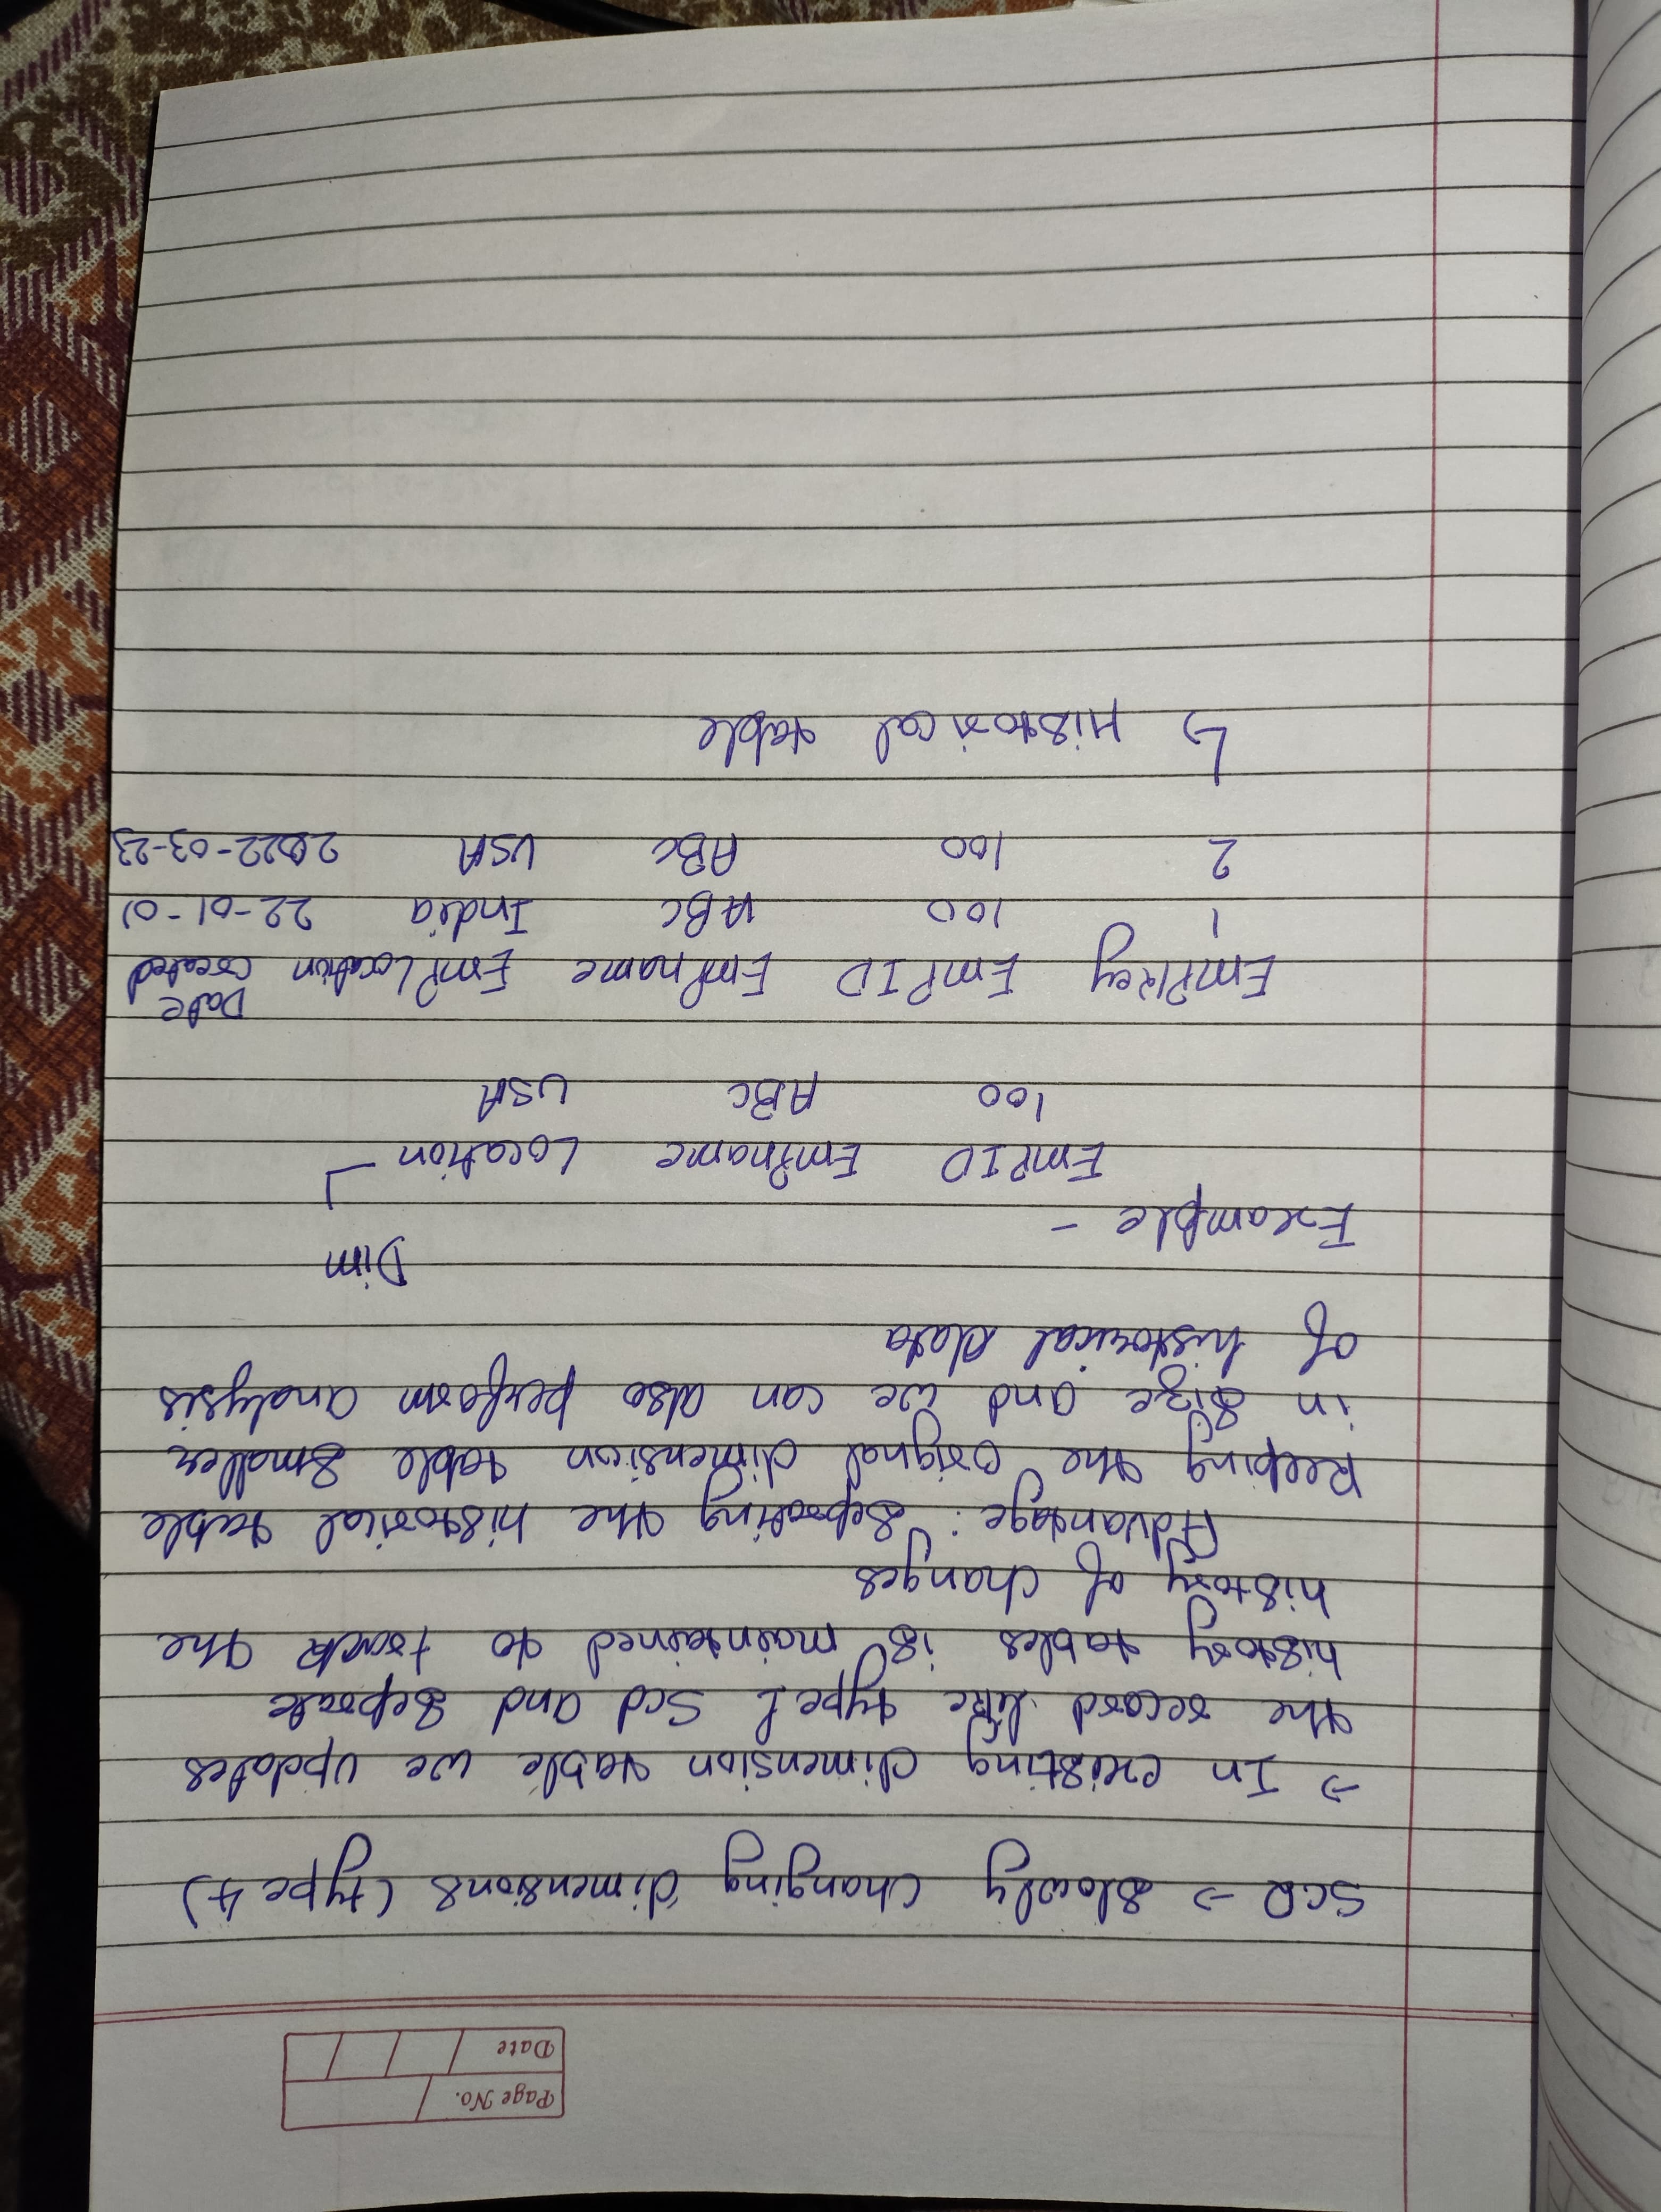 Page No.
Date
SCD → Slowly Changing dimensions (type 4)
→ In existing dimension table we updates
the record like type 1 Scd and Seprate
history tables is maintained to track the
history of changes
Advantage: Seprating the historical table
Keeping the orignal dimension table smaller
in size and we can also perform analysis
of historical data
Dim
Example -
EmpID Empname Location
100 ABC USA
Date
EmpKey EmpID Empname EmpLocation Created
1 100 ABC India 22-01-01
2 100 ABC USA 2022-03-23
↳ Historical table